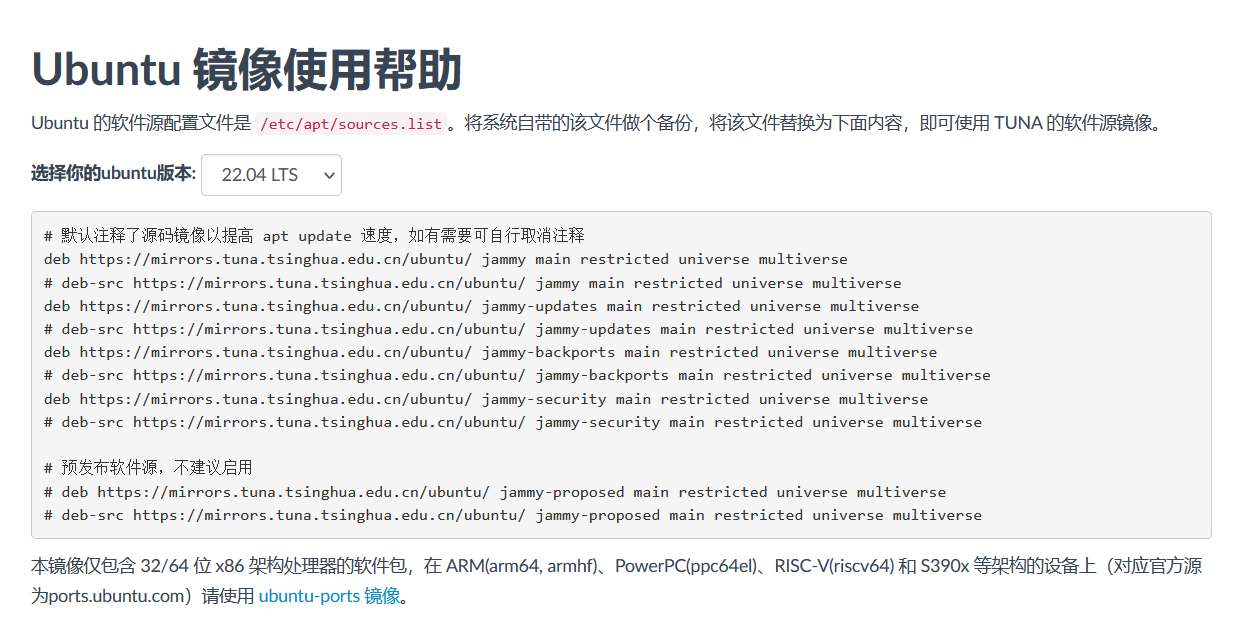 Ubuntu 镜像使用帮助
Ubuntu 的软件源配置文件是 /etc/apt/sources.list 。将系统自带的该文件做个备份，将该文件替换为下面内容，即可使用 TUNA 的软件源镜像。
选择你的ubuntu版本: 22.04 LTS
# 默认注释了源码镜像以提高 apt update 速度，如有需要可自行取消注释
deb https://mirrors.tuna.tsinghua.edu.cn/ubuntu/ jammy main restricted universe multiverse
# deb-src https://mirrors.tuna.tsinghua.edu.cn/ubuntu/ jammy main restricted universe multiverse
deb https://mirrors.tuna.tsinghua.edu.cn/ubuntu/ jammy-updates main restricted universe multiverse
# deb-src https://mirrors.tuna.tsinghua.edu.cn/ubuntu/ jammy-updates main restricted universe multiverse
deb https://mirrors.tuna.tsinghua.edu.cn/ubuntu/ jammy-backports main restricted universe multiverse
# deb-src https://mirrors.tuna.tsinghua.edu.cn/ubuntu/ jammy-backports main restricted universe multiverse
deb https://mirrors.tuna.tsinghua.edu.cn/ubuntu/ jammy-security main restricted universe multiverse
# deb-src https://mirrors.tuna.tsinghua.edu.cn/ubuntu/ jammy-security main restricted universe multiverse
# 预发布软件源，不建议启用
# deb https://mirrors.tuna.tsinghua.edu.cn/ubuntu/ jammy-proposed main restricted universe multiverse
# deb-src https://mirrors.tuna.tsinghua.edu.cn/ubuntu/ jammy-proposed main restricted universe multiverse
本镜像仅包含 32/64 位 x86 架构处理器的软件包，在 ARM(arm64, armhf)、PowerPC(ppc64el)、RISC-V(riscv64) 和 S390x 等架构的设备上（对应官方源
为ports.ubuntu.com）请使用 ubuntu-ports 镜像。